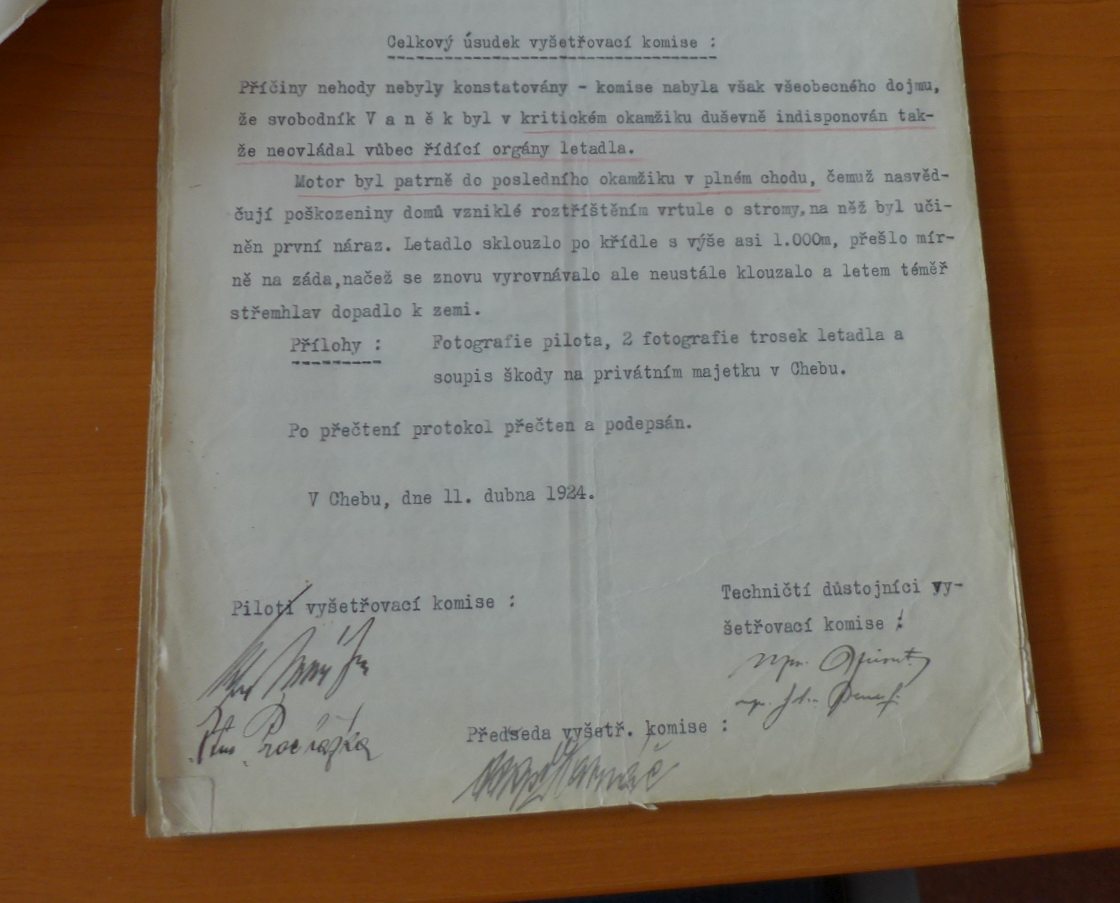 Celkový úsudek vyšetřovací komise :
Příčiny nehody nebyly konstatovány - komise nabyla však všeobecného dojmu,
že svobodník V a n ě k byl v kritickém okamžiku duševně indisponován tak-
že neovládal vůbec řídící orgány letadla.
Motor byl patrně do posledního okamžiku v plném chodu, čemuž nasvěd-
čují poškozeniny domů vzniklé roztříštěním vrtule o stromy, na něž byl uči-
něn první náraz. Letadlo sklouzlo po křídle s výše asi 1.000m, přešlo mír-
ně na záda,načež se znovu vyrovnávalo ale neustále klouzalo a letem téměř
střemhlav dopadlo k zemi.
Přílohy : Fotografie pilota, 2 fotografie trosek letadla a
soupis škody na privátním majetku v Chebu.
Po přečtení protokol přečten a podepsán.
V Chebu, dne 11. dubna 1924.
Piloti vyšetřovací komise :
Techničtí důstojníci vy-
šetřovací komise :
Procházka
Předseda vyšetř. komise :